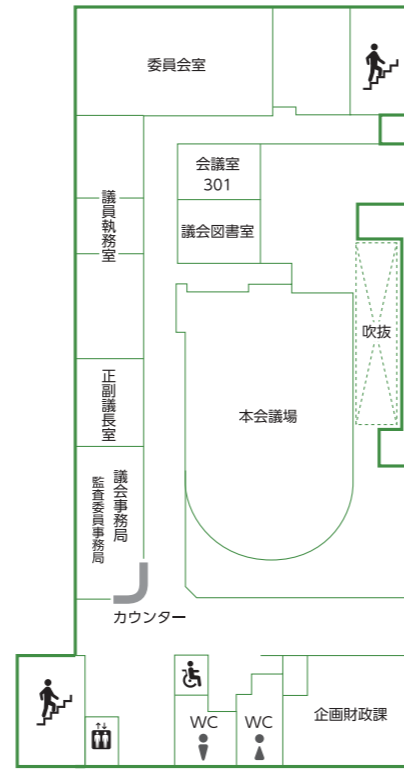 委員会室
会議室
301
議会図書室
議員執務室
吹抜
本会議場
正副議長室
議会事務局
監査委員事務局
カウンター
WC
WC
企画財政課